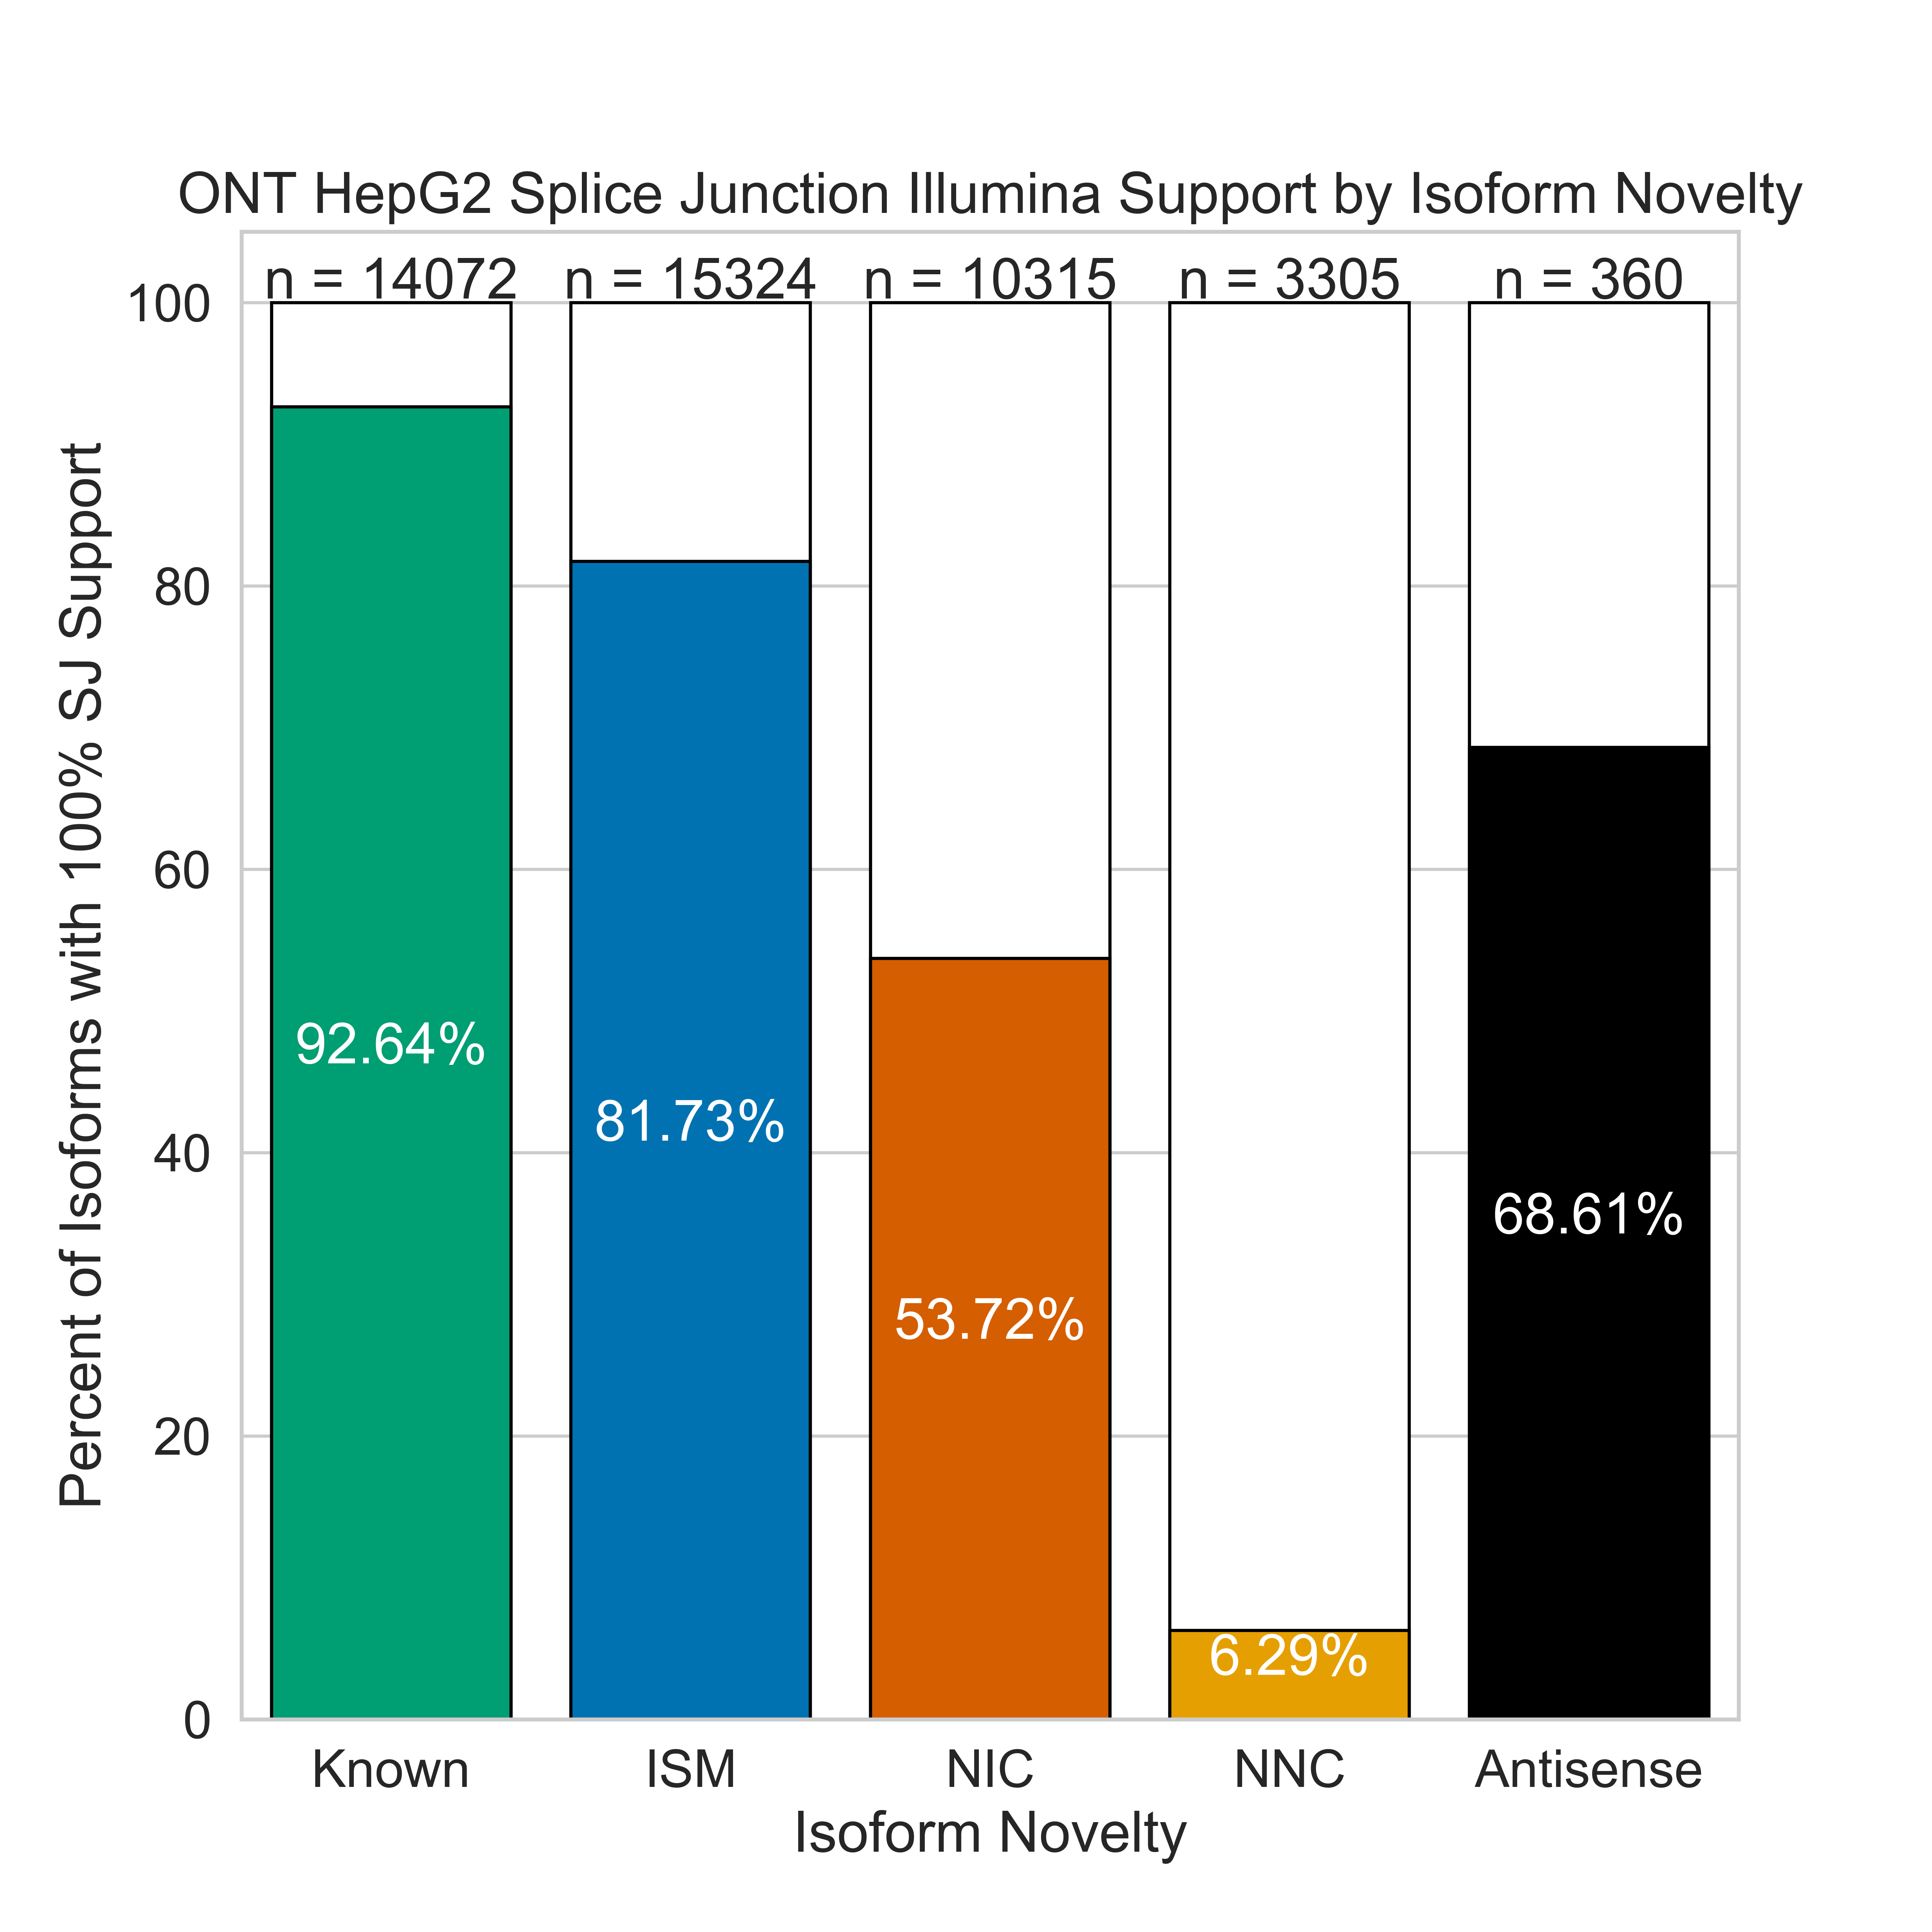 ONT HepG2 Splice Junction Illumina Support by Isoform Novelty
n = 14072
n = 15324
n = 10315
n = 3305
n = 360
Percent of Isoforms with 100% SJ Support
100
80
60
40
20
0
92.64%
81.73%
53.72%
6.29%
68.61%
Known
ISM
NIC
NNC
Antisense
Isoform Novelty